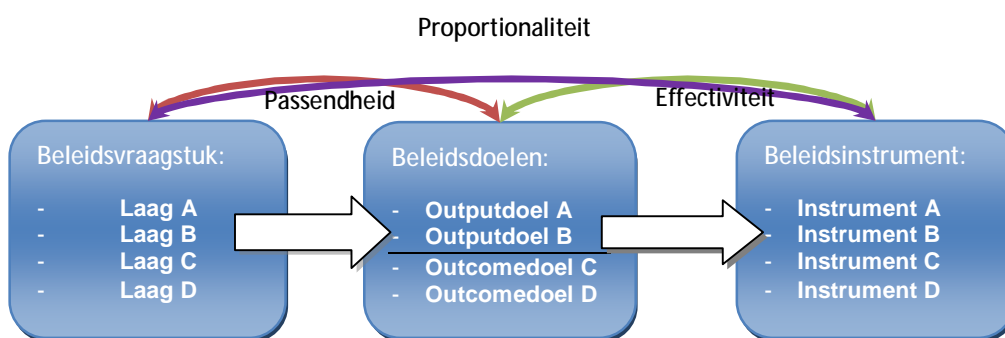 Proportionaliteit
Passendheid
Effectiviteit
Beleidsvraagstuk:
- Laag A
- Laag B
- Laag C
- Laag D
Beleidsdoelen:
- Outputdoel A
- Outputdoel B
- Outcomedoel C
- Outcomedoel D
Beleidsinstrument:
- Instrument A
- Instrument B
- Instrument C
- Instrument D